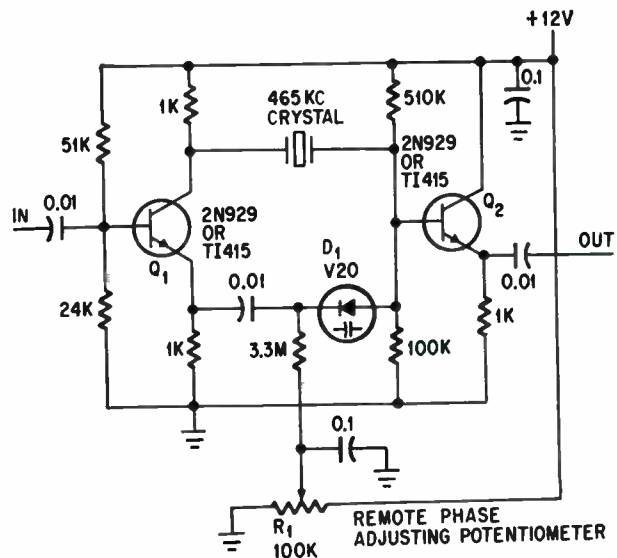 +12V
0.1
1K
465 KC
CRYSTAL
510K
51K
2N929
OR
TI415
Q2
0.01
IN
2N929
OR
TI415
Q1
D1
V20
0.01
OUT
0.01
24K
1K
3.3M
100K
1K
0.1
R1
100K
REMOTE PHASE
ADJUSTING POTENTIOMETER